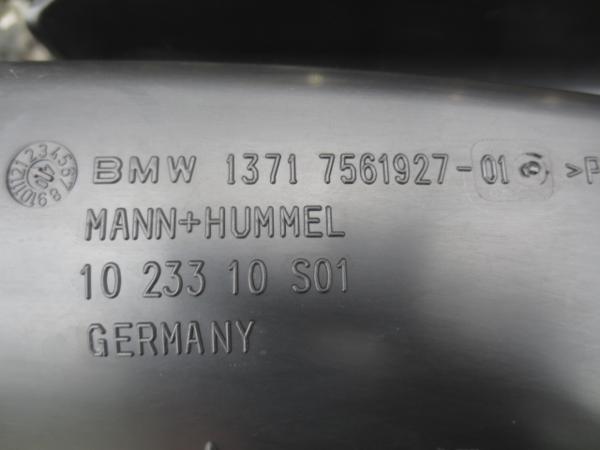 BMW 1371 7561927-01 >P
MANN+HUMMEL
10 233 10 S01
GERMANY